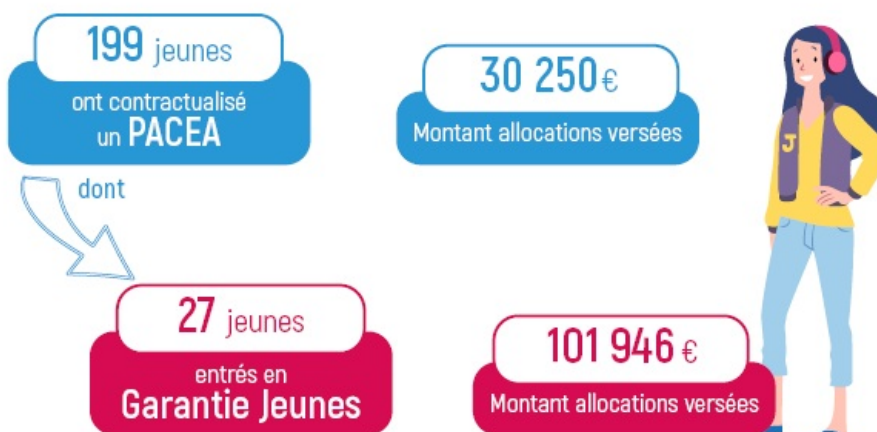 199 jeunes
ont contractualisé
un PACEA
30 250 €
Montant allocations versées
dont
27 jeunes
entrés en
Garantie Jeunes
101 946 €
Montant allocations versées
J